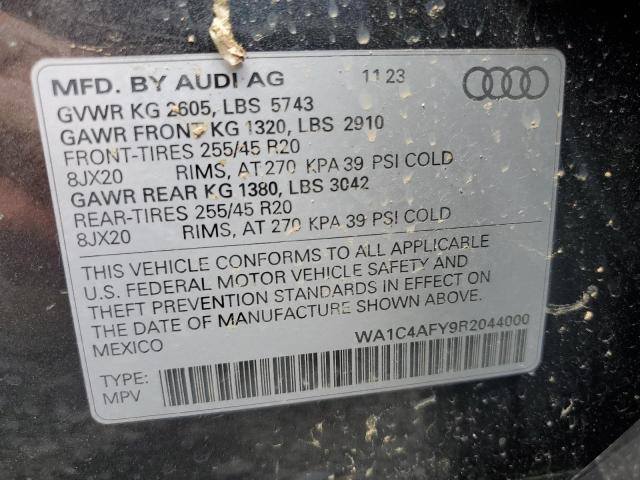 MFD. BY AUDI AG 11 23
GVWR KG 2605, LBS 5743
GAWR FRONT KG 1320, LBS 2910
FRONT-TIRES 255/45 R20
8JX20 RIMS, AT 270 KPA 39 PSI COLD
GAWR REAR KG 1380, LBS 3042
REAR-TIRES 255/45 R20
8JX20 RIMS, AT 270 KPA 39 PSI COLD
THIS VEHICLE CONFORMS TO ALL APPLICABLE
U.S. FEDERAL MOTOR VEHICLE SAFETY AND
THEFT PREVENTION STANDARDS IN EFFECT ON
THE DATE OF MANUFACTURE SHOWN ABOVE.
MEXICO WA1C4AFY9R2044000
TYPE:
MPV